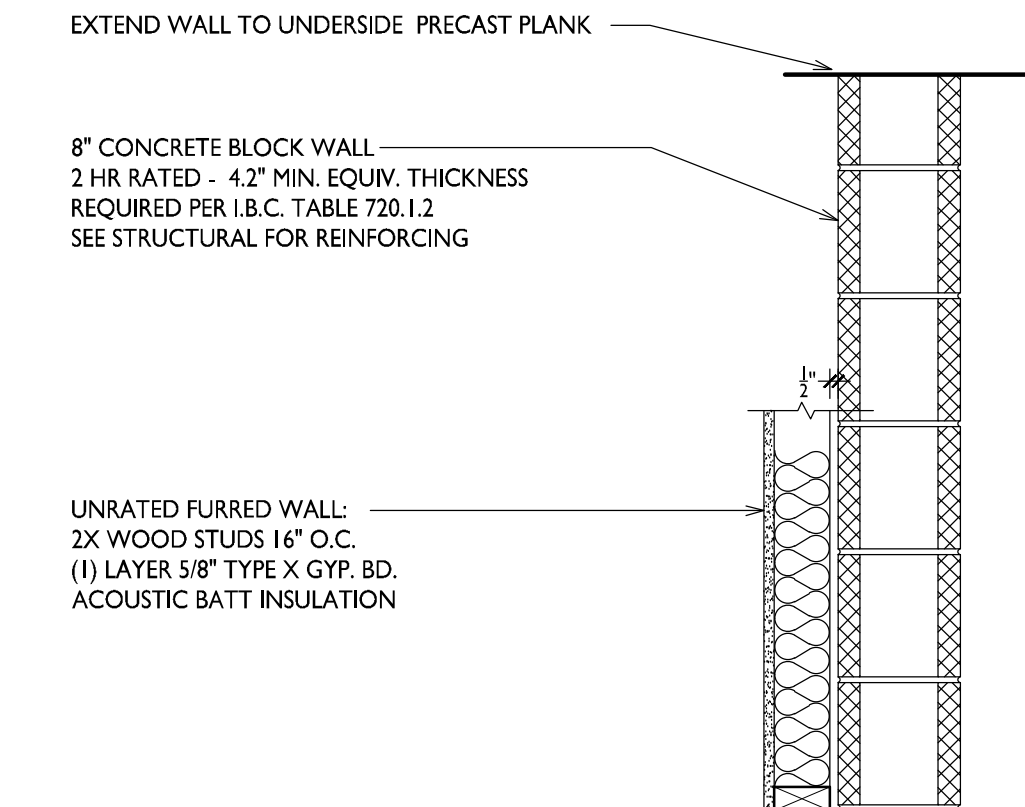 EXTEND WALL TO UNDERSIDE PRECAST PLANK
8" CONCRETE BLOCK WALL
2 HR RATED - 4.2" MIN. EQUIV. THICKNESS
REQUIRED PER I.B.C. TABLE 720.1.2
SEE STRUCTURAL FOR REINFORCING
1/2"
UNRATED FURRED WALL:
2X WOOD STUDS 16" O.C.
(1) LAYER 5/8" TYPE X GYP. BD.
ACOUSTIC BATT INSULATION